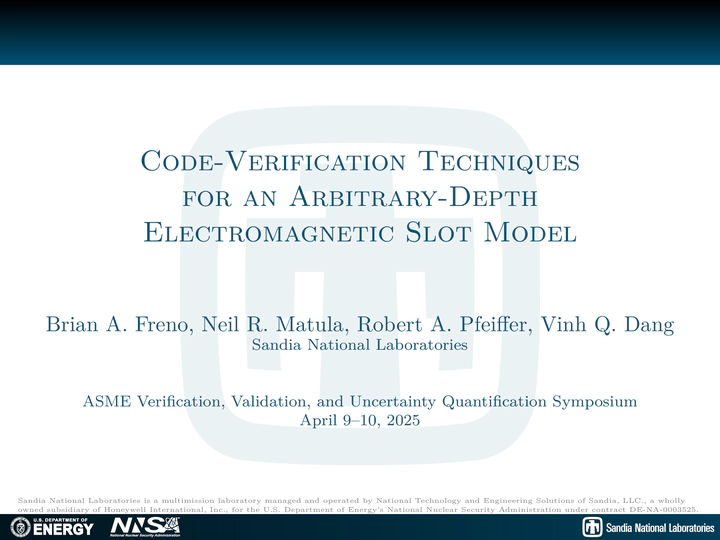 Code-Verification Techniques
for an Arbitrary-Depth
Electromagnetic Slot Model
Brian A. Freno, Neil R. Matula, Robert A. Pfeiffer, Vinh Q. Dang
Sandia National Laboratories
ASME Verification, Validation, and Uncertainty Quantification Symposium
April 9–10, 2025
Sandia National Laboratories is a multimission laboratory managed and operated by National Technology and Engineering Solutions of Sandia, LLC., a wholly
owned subsidiary of Honeywell International, Inc., for the U.S. Department of Energy's National Nuclear Security Administration under contract DE-NA-0003525.
U.S. DEPARTMENT OF
ENERGY
NNSA
National Nuclear Security Administration
Sandia National Laboratories